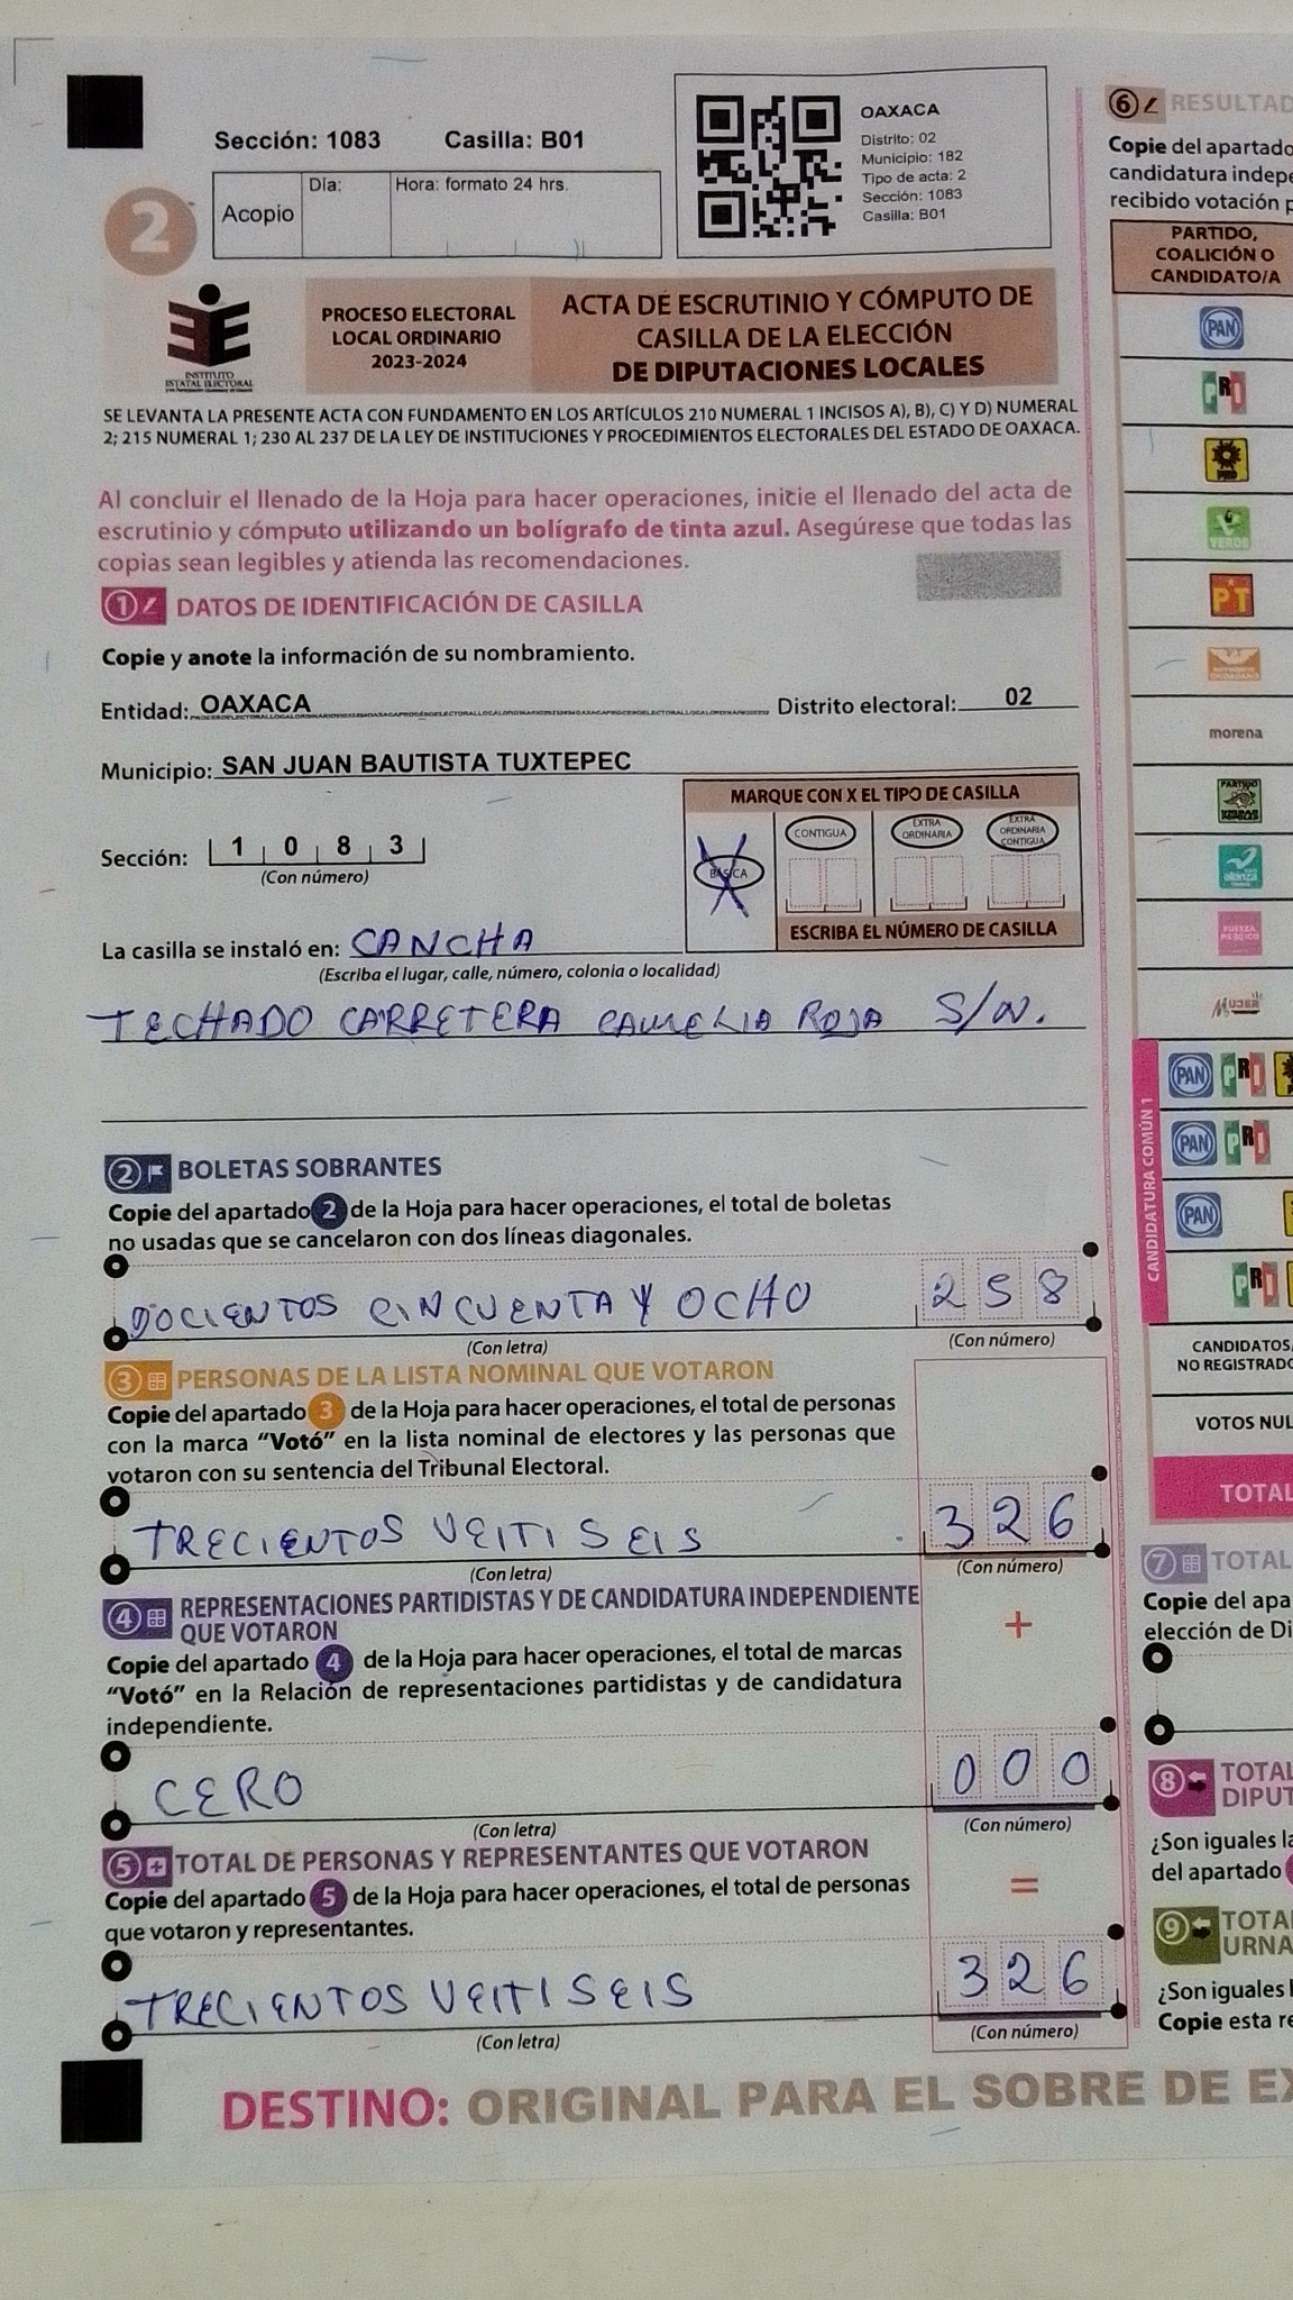 Sección: 1083 Casilla: B01
Acopio Día: Hora: formato 24 hrs.
OAXACA
Distrito: 02
Municipio: 182
Tipo de acta: 2
Sección: 1083
Casilla: B01
2
INSTITUTO
ESTATAL ELECTORAL
PROCESO ELECTORAL
LOCAL ORDINARIO
2023-2024
ACTA DE ESCRUTINIO Y CÓMPUTO DE
CASILLA DE LA ELECCIÓN
DE DIPUTACIONES LOCALES
SE LEVANTA LA PRESENTE ACTA CON FUNDAMENTO EN LOS ARTÍCULOS 210 NUMERAL 1 INCISOS A), B), C) Y D) NUMERAL
2; 215 NUMERAL 1; 230 AL 237 DE LA LEY DE INSTITUCIONES Y PROCEDIMIENTOS ELECTORALES DEL ESTADO DE OAXACA.
Al concluir el llenado de la Hoja para hacer operaciones, inicie el llenado del acta de
escrutinio y cómputo utilizando un bolígrafo de tinta azul. Asegúrese que todas las
copias sean legibles y atienda las recomendaciones.
1 DATOS DE IDENTIFICACIÓN DE CASILLA
Copie y anote la información de su nombramiento.
Entidad: OAXACA Distrito electoral: 02
Municipio: SAN JUAN BAUTISTA TUXTEPEC
Sección: 1 0 8 3
(Con número)
MARQUE CON X EL TIPO DE CASILLA
BÁSICA
CONTIGUA
EXTRA
ORDINARIA
EXTRA
ORDINARIA
CONTIGUA
ESCRIBA EL NÚMERO DE CASILLA
La casilla se instaló en: CANCHA
(Escriba el lugar, calle, número, colonia o localidad)
TECHADO CARRETERA CAMELIA ROJA S/N.
2 BOLETAS SOBRANTES
Copie del apartado 2 de la Hoja para hacer operaciones, el total de boletas
no usadas que se cancelaron con dos líneas diagonales.
DOCIENTOS CINCUENTA Y OCHO 258
(Con letra) (Con número)
3 PERSONAS DE LA LISTA NOMINAL QUE VOTARON
Copie del apartado 3 de la Hoja para hacer operaciones, el total de personas
con la marca “Votó” en la lista nominal de electores y las personas que
votaron con su sentencia del Tribunal Electoral.
TRECIENTOS VEITISEIS 326
(Con letra) (Con número)
4 REPRESENTACIONES PARTIDISTAS Y DE CANDIDATURA INDEPENDIENTE
QUE VOTARON +
Copie del apartado 4 de la Hoja para hacer operaciones, el total de marcas
“Votó” en la Relación de representaciones partidistas y de candidatura
independiente.
CERO 000
(Con letra) (Con número)
5 TOTAL DE PERSONAS Y REPRESENTANTES QUE VOTARON
Copie del apartado 5 de la Hoja para hacer operaciones, el total de personas =
que votaron y representantes.
TRECIENTOS VEITISEIS 326
(Con letra) (Con número)
DESTINO: ORIGINAL PARA EL SOBRE DE EX
6 RESULTAD
Copie del apartado
candidatura indepe
recibido votación p
PARTIDO,
COALICIÓN O
CANDIDATO/A
PAN
PRI
PRD
VERDE
PT
morena
MUJER
CANDIDATURA COMÚN 1
PAN PRI
PAN PRI
PAN
PRI
CANDIDATOS
NO REGISTRADO
VOTOS NUL
TOTAL
7 TOTAL
Copie del apa
elección de Di
8 TOTAL
DIPUT
¿Son iguales la
del apartado
9 TOTA
URNA
¿Son iguales l
Copie esta re